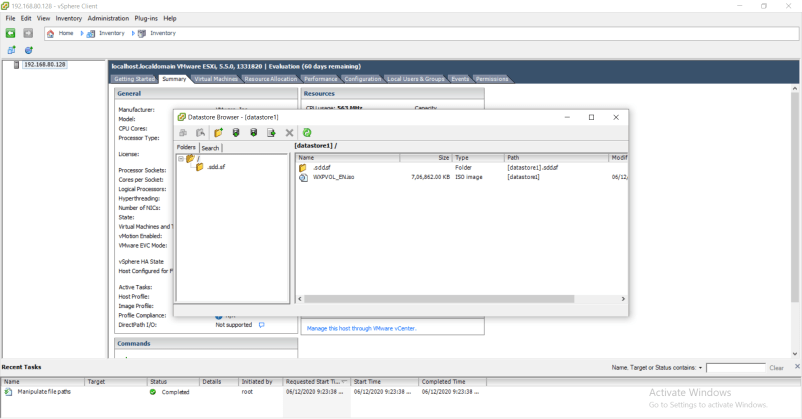 192.168.80.128 - vSphere Client
File Edit View Inventory Administration Plug-ins Help
Home Inventory Inventory
192.168.80.128
localhost.localdomain VMware ESXi, 5.5.0, 1331820 | Evaluation (60 days remaining)
Getting Started Summary Virtual Machines Resource Allocation Performance Configuration Local Users & Groups Events Permissions
General Resources
Manufacturer:
CPU usage: 563 MHz Capacity
Model:
CPU Cores:
Processor Type:
License:
Processor Sockets:
Cores per Socket:
Logical Processors:
Hyperthreading:
Number of NICs:
State:
Virtual Machines and T
vMotion Enabled:
VMware EVC Mode:
vSphere HA State
Host Configured for F
Active Tasks:
Host Profile:
Image Profile:
Profile Compliance:
DirectPath I/O: Not supported
Datastore Browser - [datastore1]
Folders Search
/
.sdd.sf
[datastore1] /
Name Size Type Path Modif
.sdd.sf Folder [datastore1] .sdd.sf
WXPVOL_EN.iso 7,06,862.00 KB ISO image [datastore1] 06/12/
Manage this host through VMware vCenter.
Commands
Recent Tasks
Name, Target or Status contains: Clear
Name Target Status Details Initiated by Requested Start Ti... Start Time Completed Time
Manipulate file paths Completed root 06/12/2020 9:23:38 ... 06/12/2020 9:23:38 ... 06/12/2020 9:23:38 ...
Activate Windows
Go to Settings to activate Windows.